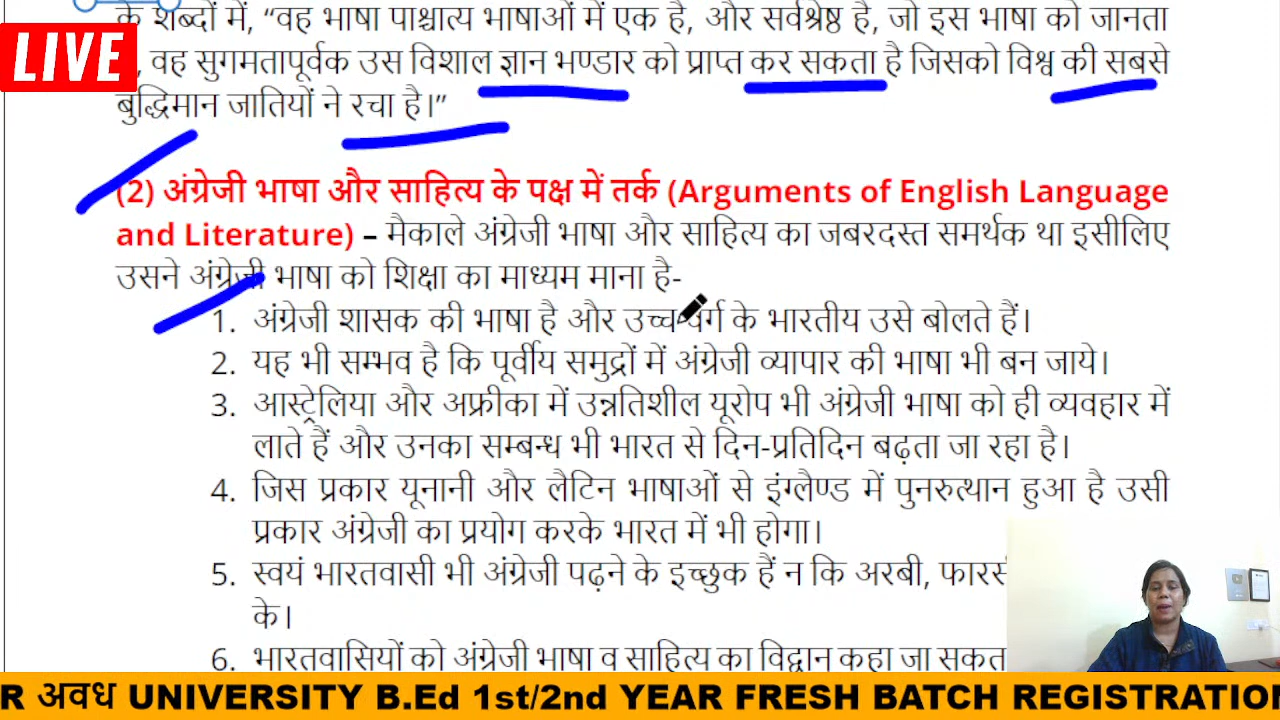 के शब्दों में, “वह भाषा पाश्चात्य भाषाओं में एक है, और सर्वश्रेष्ठ है, जो इस भाषा को जानता
LIVE
, वह सुगमतापूर्वक उस विशाल ज्ञान भण्डार को प्राप्त कर सकता है जिसको विश्व की सबसे
बुद्धिमान जातियों ने रचा है।”
(2) अंग्रेजी भाषा और साहित्य के पक्ष में तर्क (Arguments of English Language
and Literature) – मैकाले अंग्रेजी भाषा और साहित्य का जबरदस्त समर्थक था इसीलिए
उसने अंग्रेजी भाषा को शिक्षा का माध्यम माना है-
1. अंग्रेजी शासक की भाषा है और उच्च वर्ग के भारतीय उसे बोलते हैं।
2. यह भी सम्भव है कि पूर्वीय समुद्रों में अंग्रेजी व्यापार की भाषा भी बन जाये।
3. आस्ट्रेलिया और अफ्रीका में उन्नतिशील यूरोप भी अंग्रेजी भाषा को ही व्यवहार में
लाते हैं और उनका सम्बन्ध भी भारत से दिन-प्रतिदिन बढ़ता जा रहा है।
4. जिस प्रकार यूनानी और लैटिन भाषाओं से इंग्लैण्ड में पुनरुत्थान हुआ है उसी
प्रकार अंग्रेजी का प्रयोग करके भारत में भी होगा।
5. स्वयं भारतवासी भी अंग्रेजी पढ़ने के इच्छुक हैं न कि अरबी,
के।
6. भारतवासियों को अंग्रेजी भाषा व साहित्य का विद्वान कहा जा
R अवध UNIVERSITY B.Ed 1st/2nd YEAR FRESH BATCH REGISTRATIO